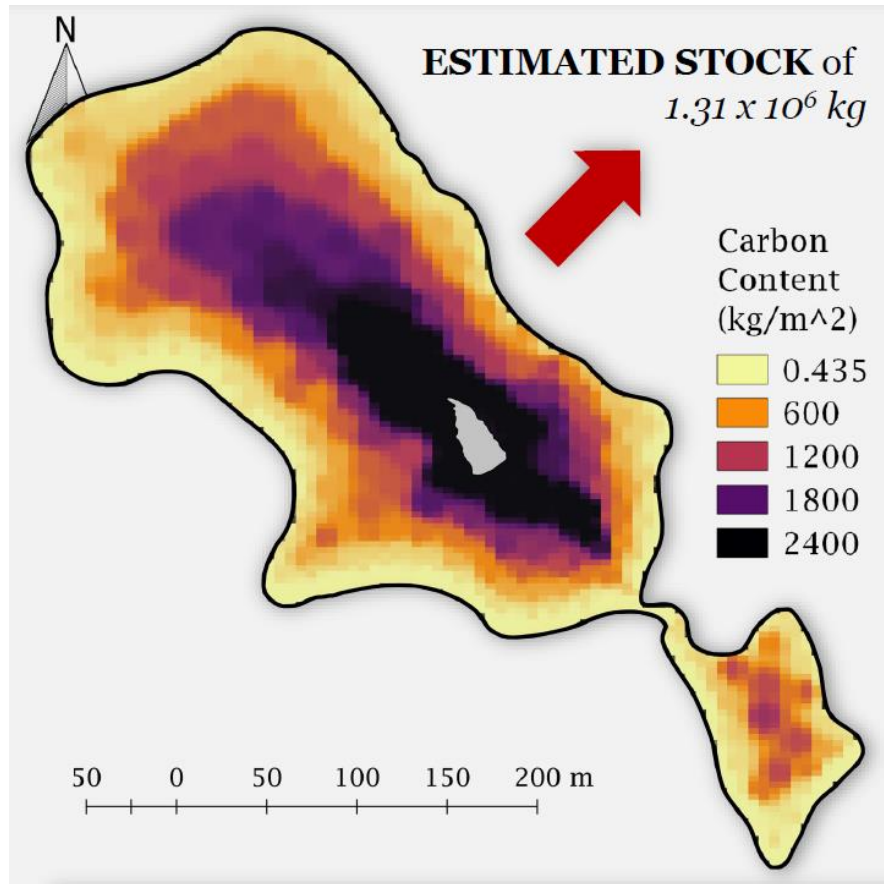 N
ESTIMATED STOCK of
1.31 x 10⁶ kg
Carbon
Content
(kg/m^2)
0.435
600
1200
1800
2400
50 0 50 100 150 200 m